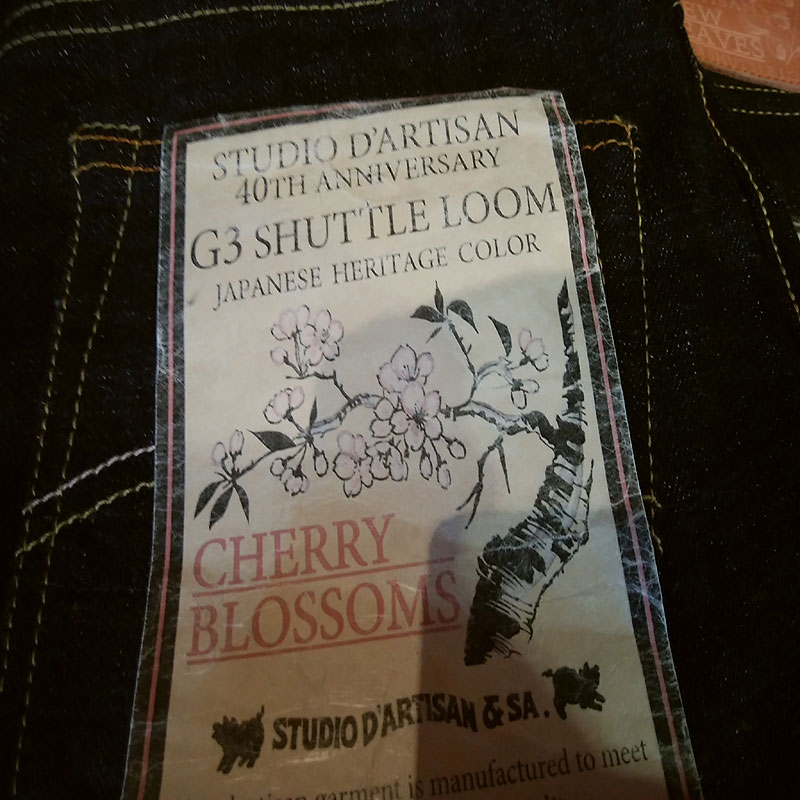 STUDIO D'ARTISAN
40TH ANNIVERSARY
G3 SHUTTLE LOOM
JAPANESE HERITAGE COLOR
CHERRY
BLOSSOMS
STUDIO D'ARTISAN & SA.
garment is manufactured to meet